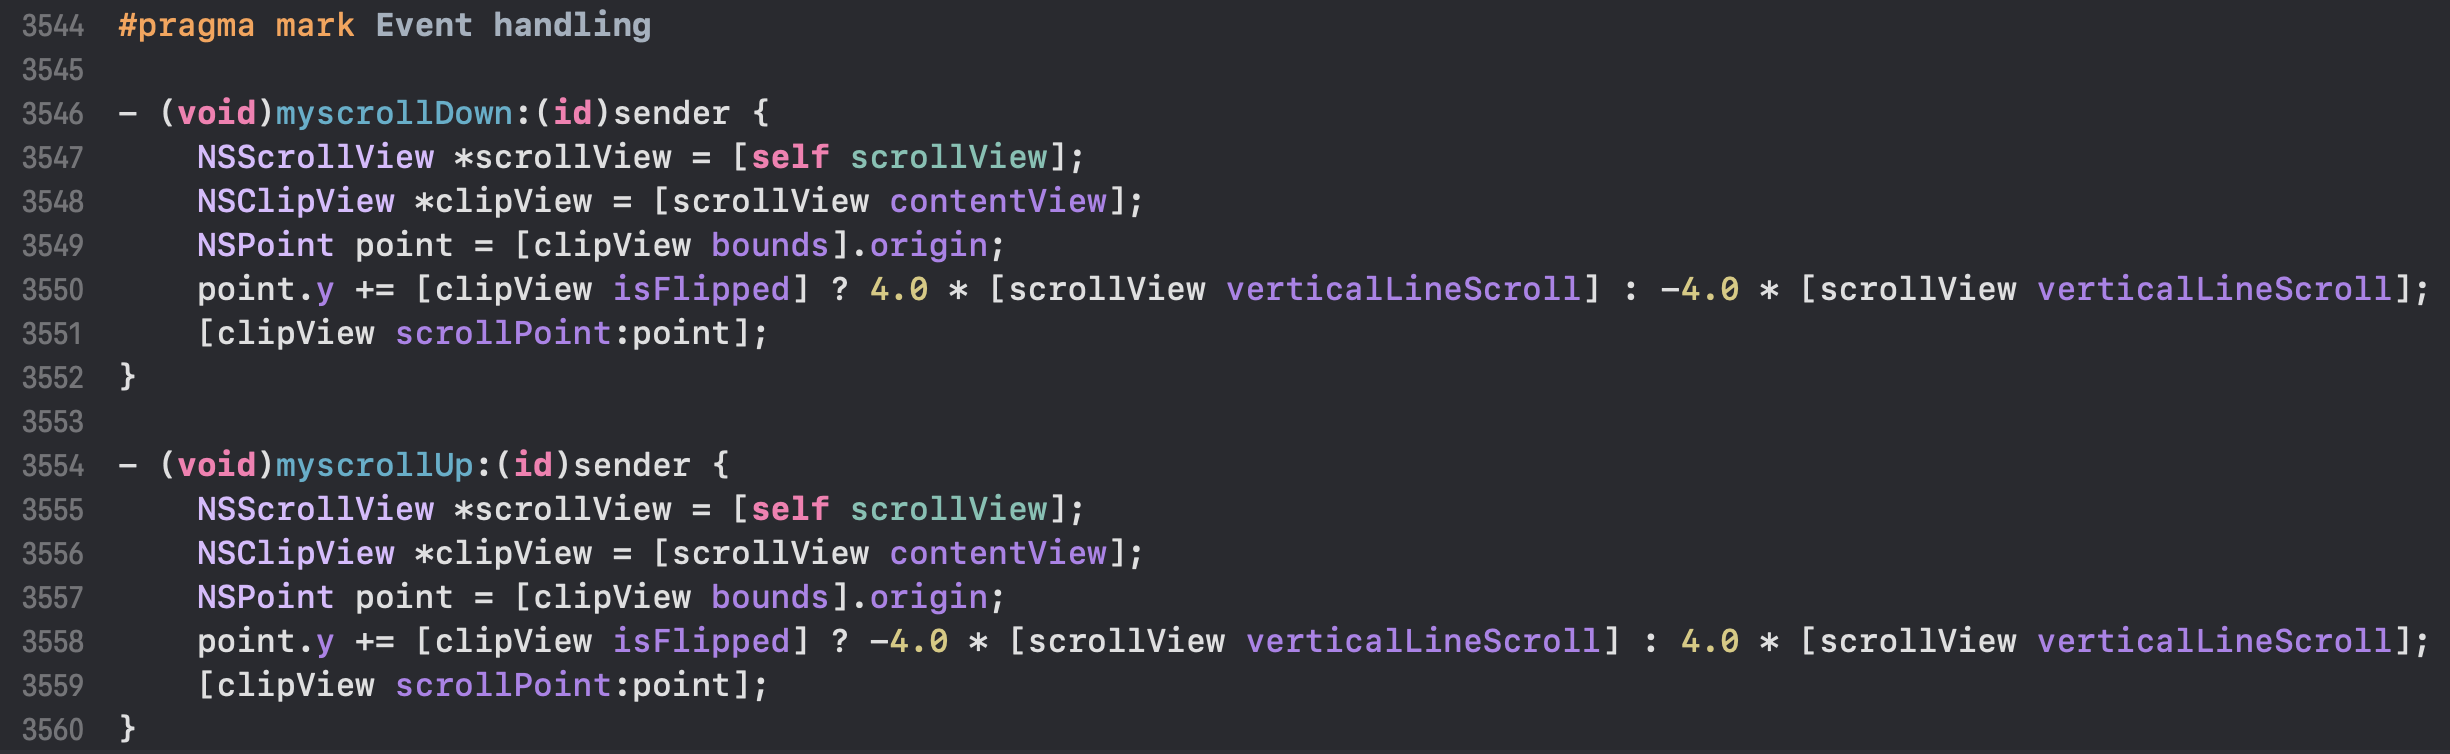 3544 #pragma mark Event handling
3545
3546 - (void)myscrollDown:(id)sender {
3547     NSScrollView *scrollView = [self scrollView];
3548     NSClipView *clipView = [scrollView contentView];
3549     NSPoint point = [clipView bounds].origin;
3550     point.y += [clipView isFlipped] ? 4.0 * [scrollView verticalLineScroll] : -4.0 * [scrollView verticalLineScroll];
3551     [clipView scrollPoint:point];
3552 }
3553
3554 - (void)myscrollUp:(id)sender {
3555     NSScrollView *scrollView = [self scrollView];
3556     NSClipView *clipView = [scrollView contentView];
3557     NSPoint point = [clipView bounds].origin;
3558     point.y += [clipView isFlipped] ? -4.0 * [scrollView verticalLineScroll] : 4.0 * [scrollView verticalLineScroll];
3559     [clipView scrollPoint:point];
3560 }